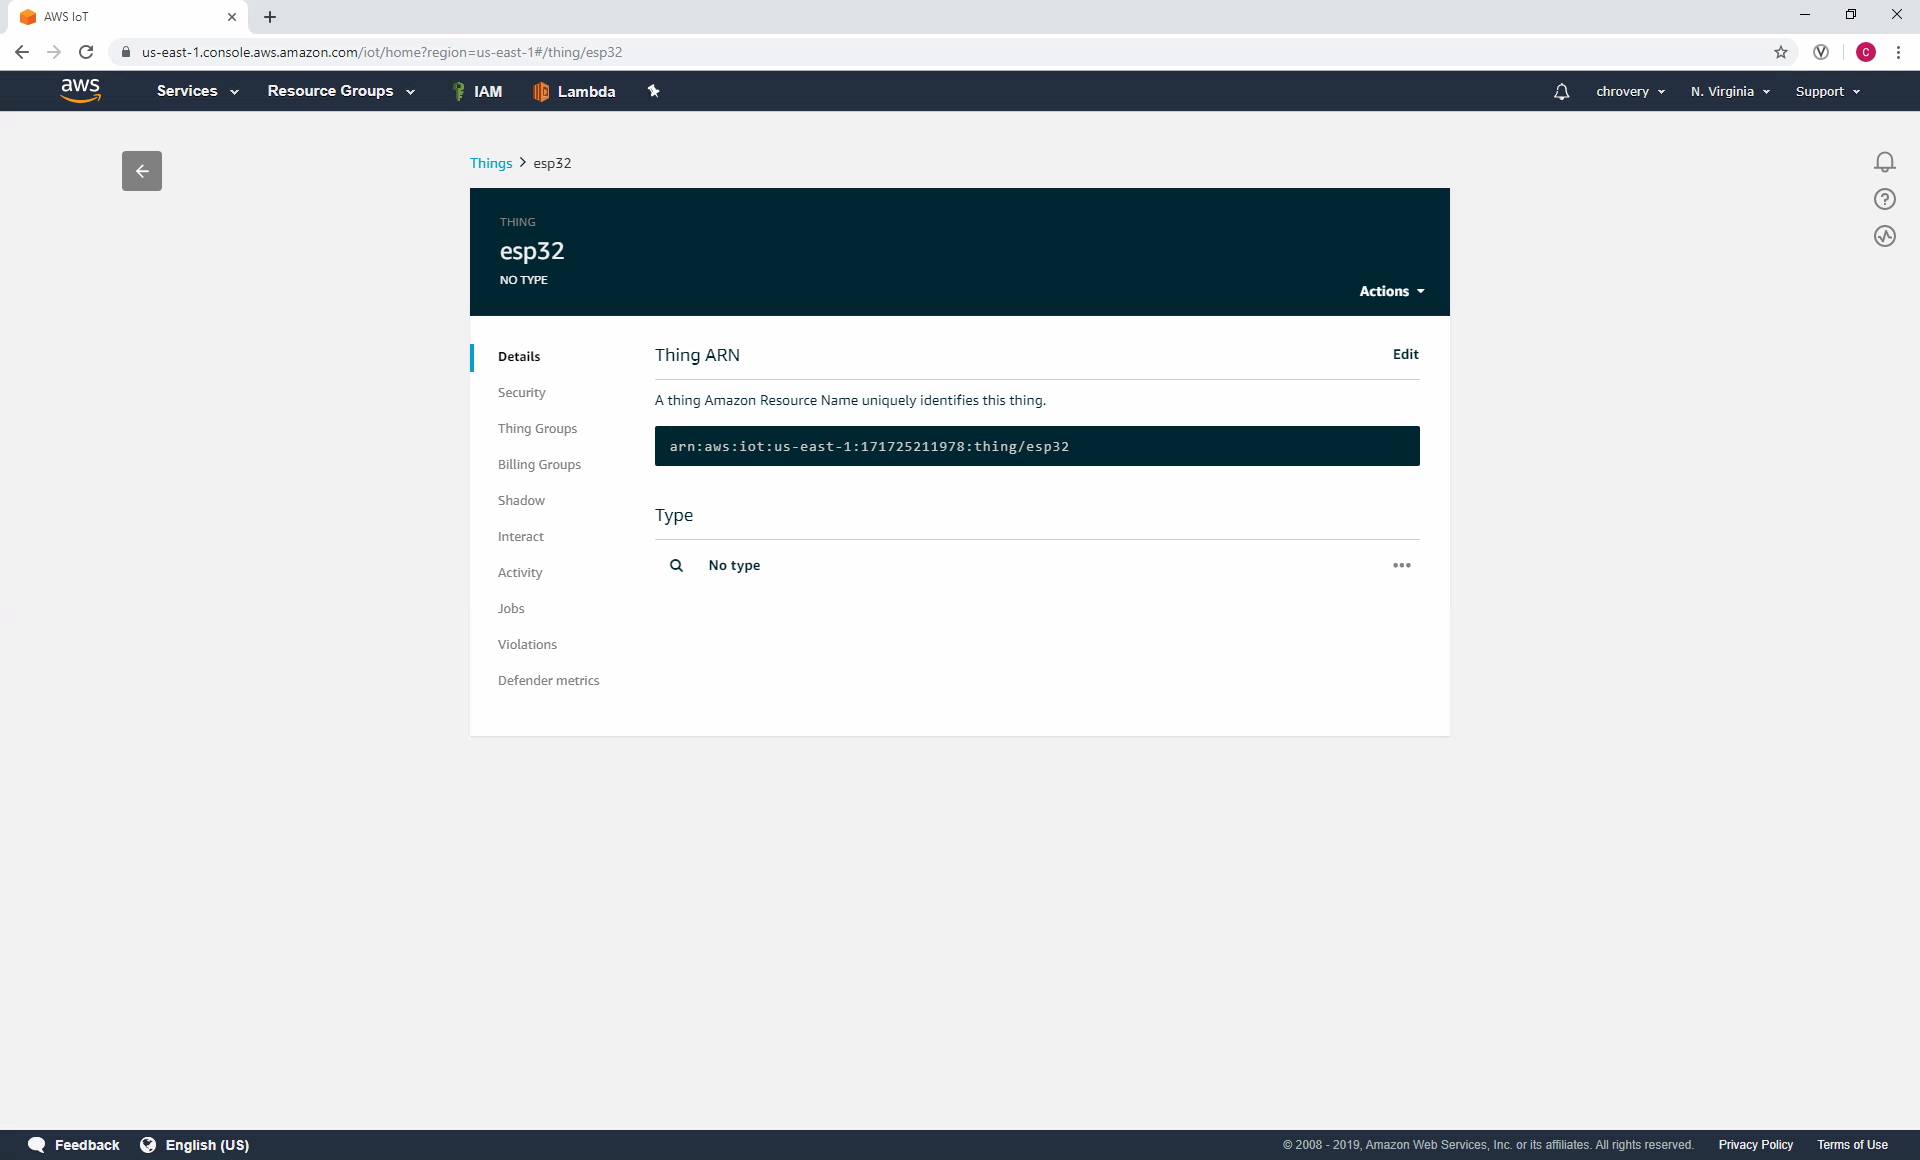 AWS IoT
us-east-1.console.aws.amazon.com/iot/home?region=us-east-1#/thing/esp32
C
aws Services Resource Groups IAM Lambda chrovery N. Virginia Support
Things > esp32
THING
esp32
NO TYPE
Actions
Details
Security
Thing Groups
Billing Groups
Shadow
Interact
Activity
Jobs
Violations
Defender metrics
Thing ARN Edit
A thing Amazon Resource Name uniquely identifies this thing.
arn:aws:iot:us-east-1:171725211978:thing/esp32
Type
No type
Feedback English (US) © 2008 - 2019, Amazon Web Services, Inc. or its affiliates. All rights reserved. Privacy Policy Terms of Use